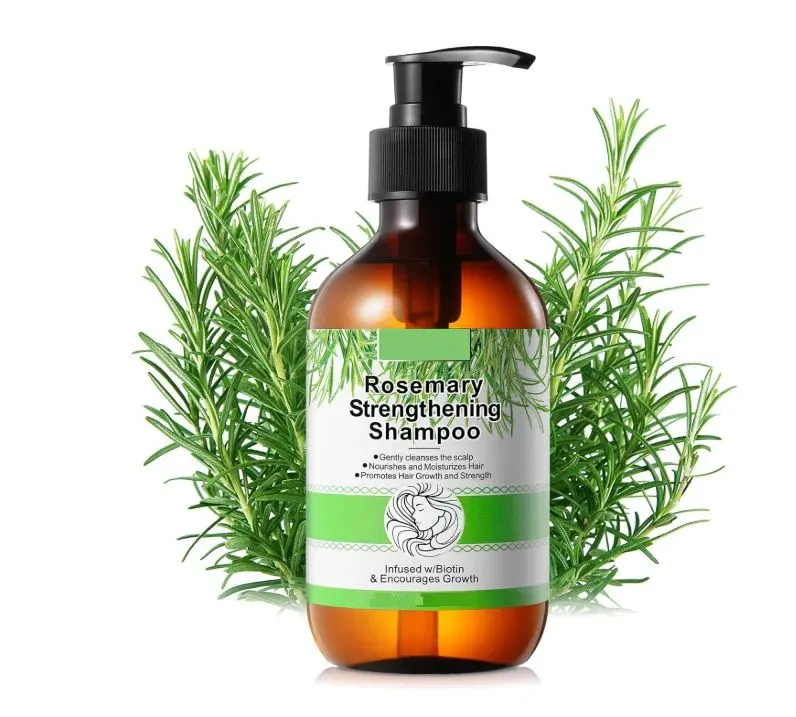 Rosemary
Strengthening
Shampoo
●Gently cleanses the scalp
●Nourishes and Moisturizes Hair
●Promotes Hair Growth and Strength
Infused w/Biotin
& Encourages Growth